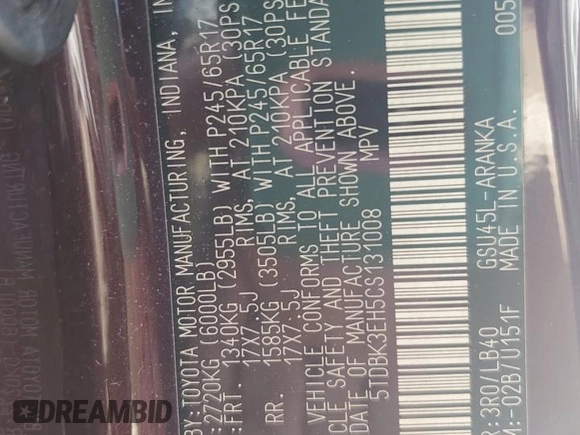 BY:TOYOTA MOTOR MANUFACTURING, INDIANA, IN
:2720KG (6000LB)
:FRT. 1340KG (2955LB) WITH P245/65R17
17X7.5J RIMS, AT 210KPA (30PS
RR. 1585KG (3505LB) WITH P245/65R17
17X7.5J RIMS, AT 210KPA (30PS
VEHICLE CONFORMS TO ALL APPLICABLE FE
CLE SAFETY AND THEFT PREVENTION STANDA
DATE OF MANUFACTURE SHOWN ABOVE.
5TDBK3EH5CS131008 MPV
:3R0/LB40 GSU45L-ARANKA
M:-02B/U151F MADE IN U.S.A.
005
DID I OVERPAY.COM